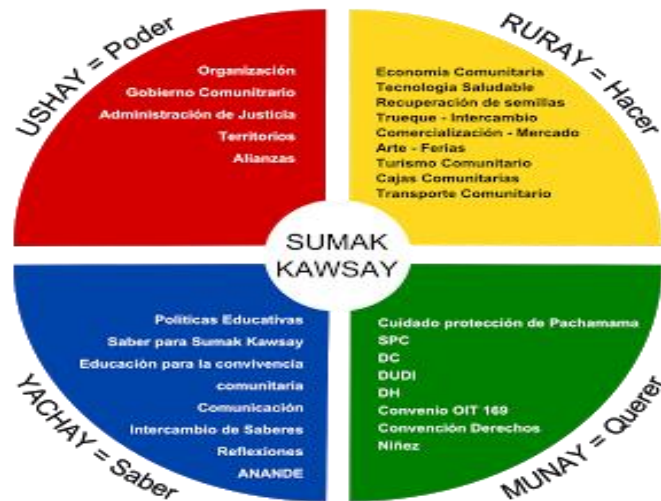 USHAY = Poder
Organización
Gobierno Comunitrario
Administración de Justicia
Territorios
Alianzas
RURAY = Hacer
Economía Comunitaria
Tecnología Saludable
Recuperación de semillas
Trueque - Intercambio
Comercialización - Mercado
Arte - Ferias
Turismo Comunitario
Cajas Comunitarias
Transporte Comunitario
SUMAK
KAWSAY
YACHAY = Saber
Políticas Educativas
Saber para Sumak Kawsay
Educación para la convivencia
comunitaria
Comunicación
Intercambio de Saberes
Reflexiones
ANANDE
MUNAY = Querer
Cuidado protección de Pachamama
SPC
DC
DUDI
DH
Convenio OIT 169
Convención Derechos
Niñez